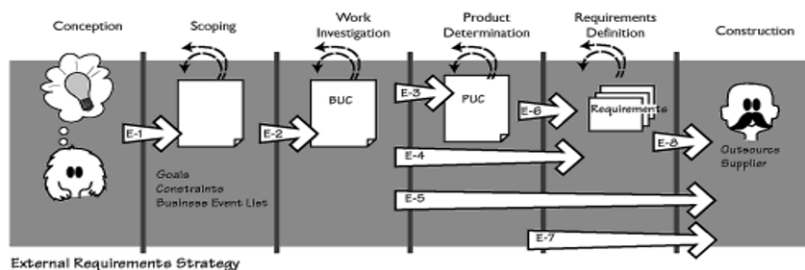 Conception
Scoping
Work
Investigation
Product
Determination
Requirements
Definition
Construction
E-1
E-2
BUC
E-3
PUC
E-6
Requirements
E-8
E-4
Outsource
Supplier
Goals
Constraints
Business Event List
E-5
E-7
External Requirements Strategy